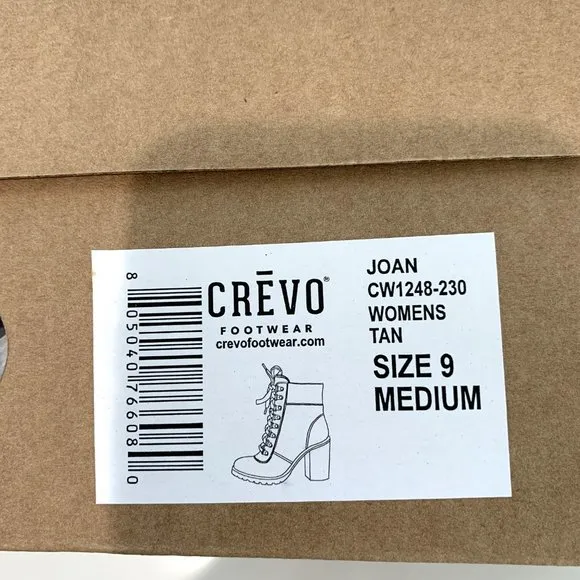 8 05040 76608 0
CRĒVO®
FOOTWEAR
crevofootwear.com
JOAN
CW1248-230
WOMENS
TAN
SIZE 9
MEDIUM